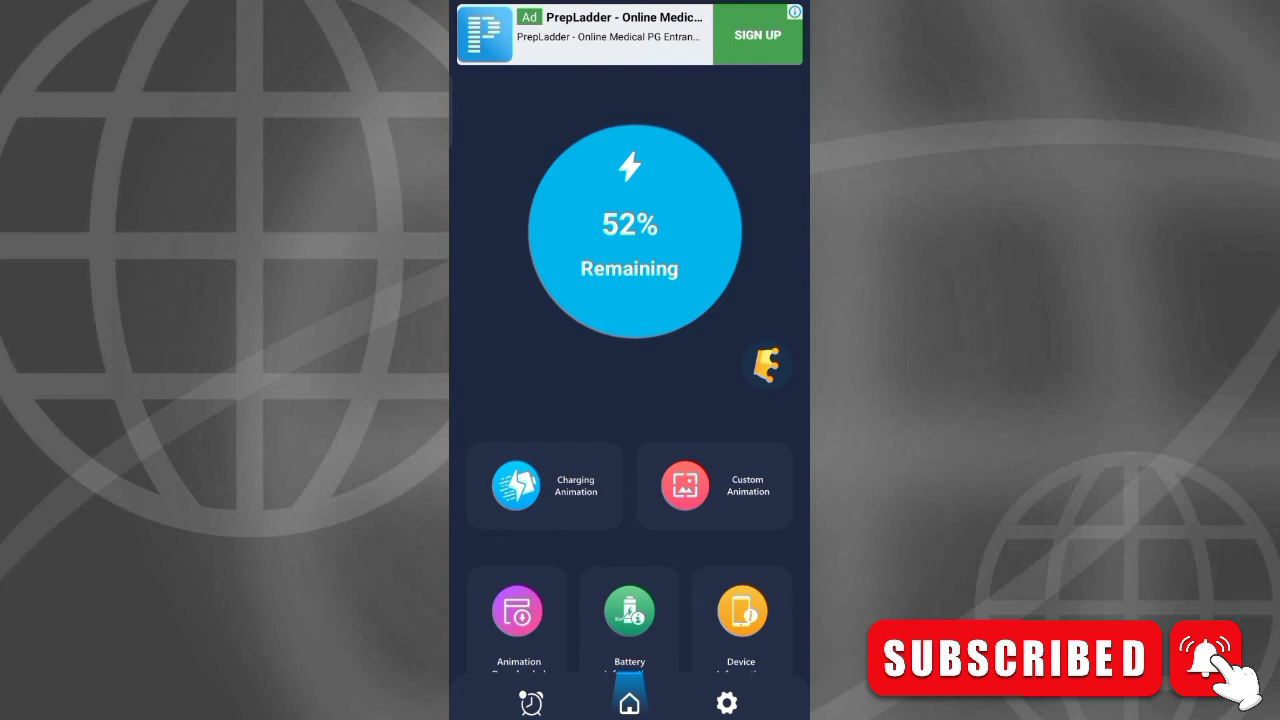 Ad PrepLadder - Online Medic...
PrepLadder - Online Medical PG Entran...
SIGN UP
52%
Remaining
Charging
Animation
Custom
Animation
Animation
Battery
Device
SUBSCRIBED